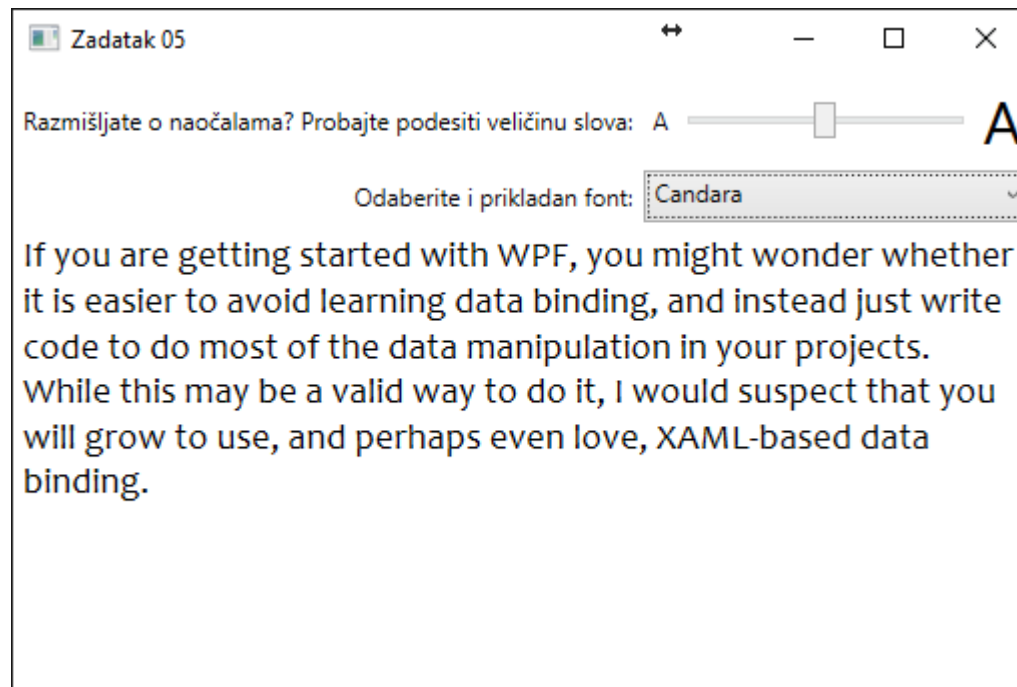 Zadatak 05
Razmišljate o naočalama? Probajte podesiti veličinu slova: A A
Odaberite i prikladan font: Candara
If you are getting started with WPF, you might wonder whether
it is easier to avoid learning data binding, and instead just write
code to do most of the data manipulation in your projects.
While this may be a valid way to do it, I would suspect that you
will grow to use, and perhaps even love, XAML-based data
binding.